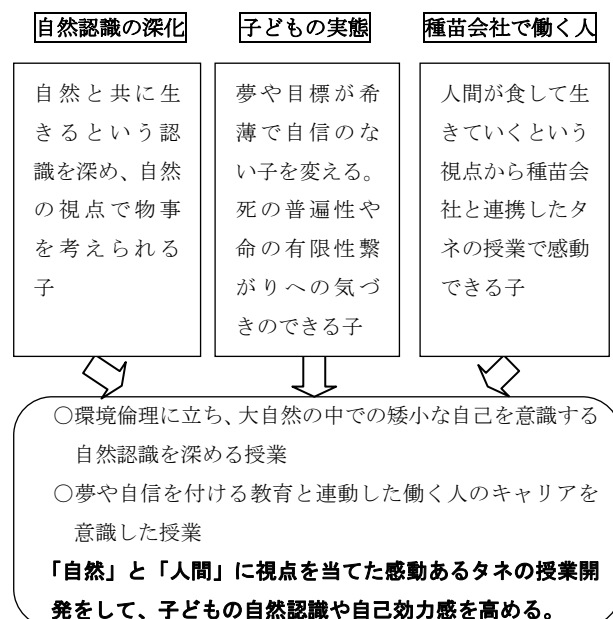 自然認識の深化
子どもの実態
種苗会社で働く人
自然と共に生
きるという認
識を深め、自然
の視点で物事
を考えられる
子
夢や目標が希
薄で自信のな
い子を変える。
死の普遍性や
命の有限性繋
がりへの気づ
きのできる子
人間が食して生
きていくという
視点から種苗会
社と連携したタ
ネの授業で感動
できる子
○環境倫理に立ち、大自然の中での矮小な自己を意識する
自然認識を深める授業
○夢や自信を付ける教育と連動した働く人のキャリアを
意識した授業
「自然」と「人間」に視点を当てた感動あるタネの授業開
発をして、子どもの自然認識や自己効力感を高める。